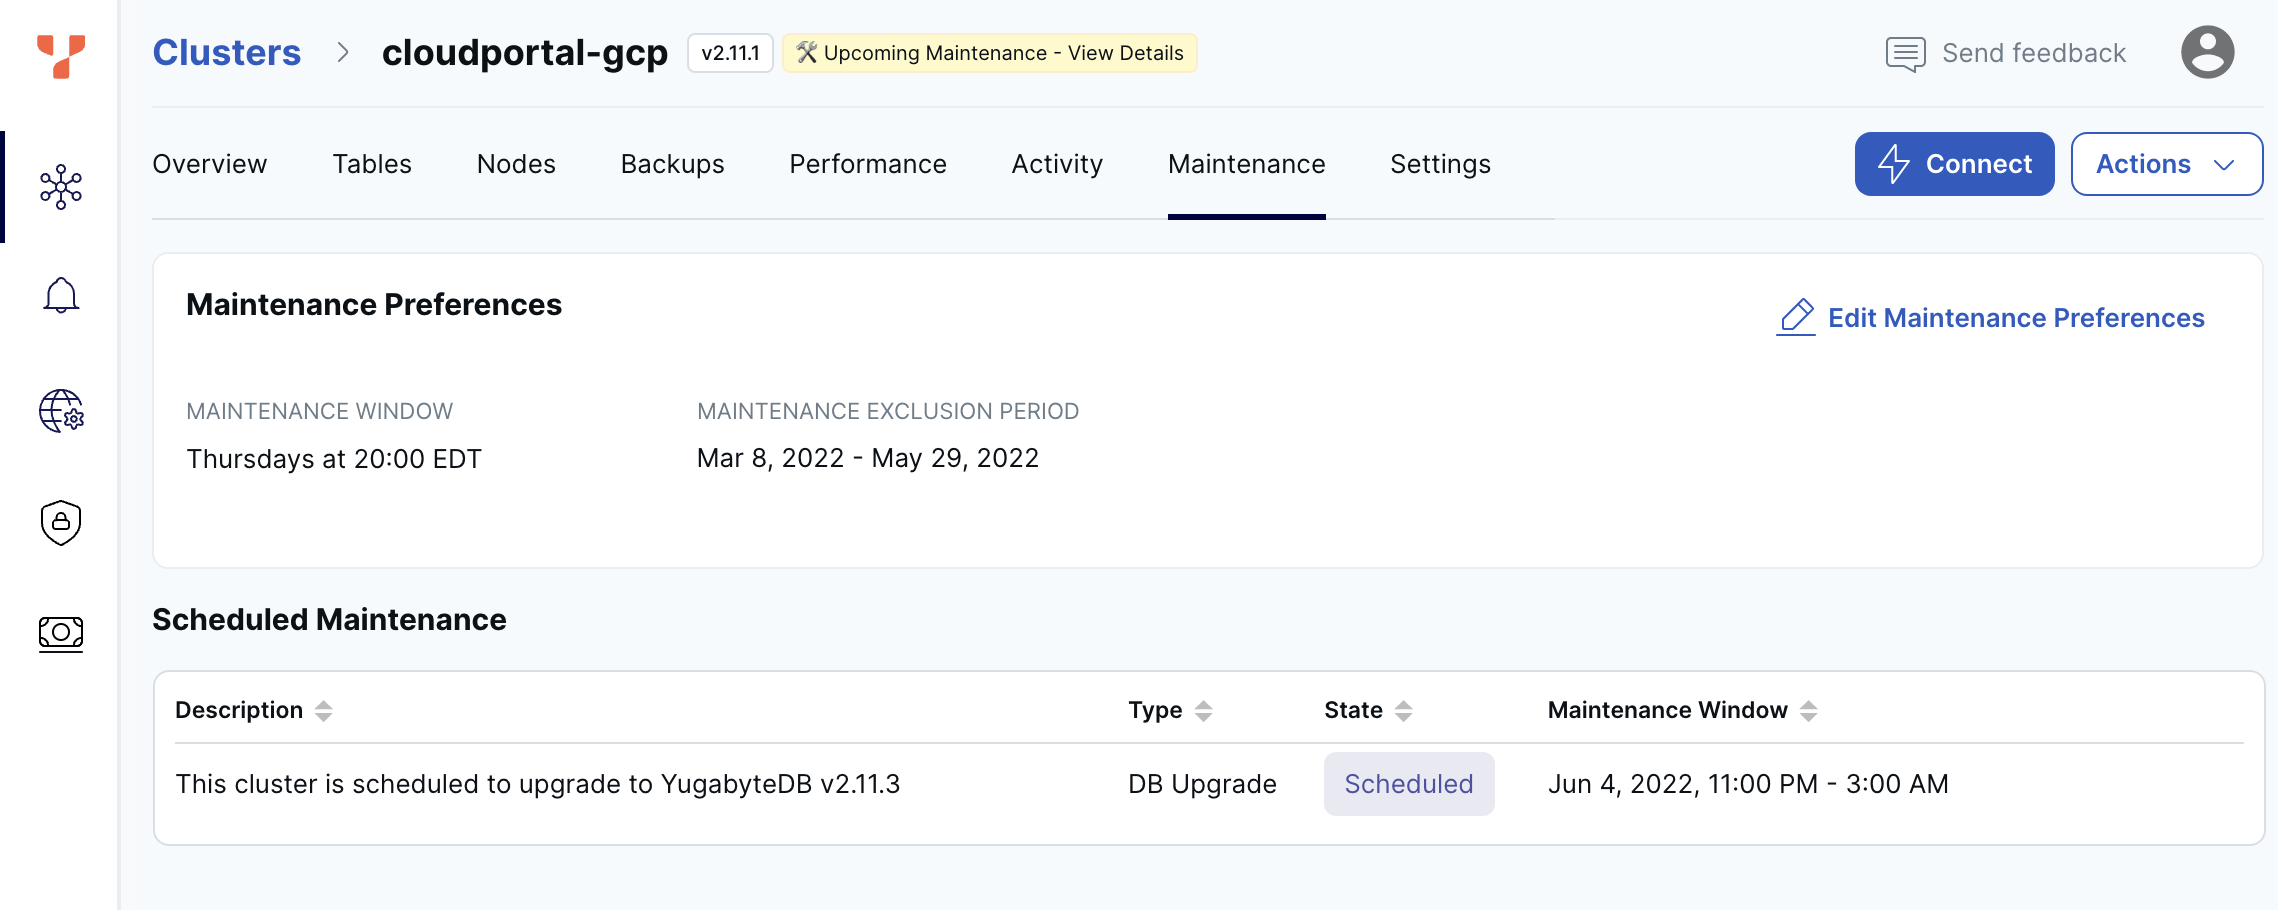 Clusters > cloudportal-gcp v2.11.1 🛠 Upcoming Maintenance - View Details Send feedback
Overview Tables Nodes Backups Performance Activity Maintenance Settings Connect Actions
Maintenance Preferences
Edit Maintenance Preferences
MAINTENANCE WINDOW MAINTENANCE EXCLUSION PERIOD
Thursdays at 20:00 EDT Mar 8, 2022 - May 29, 2022
Scheduled Maintenance
Description Type State Maintenance Window
This cluster is scheduled to upgrade to YugabyteDB v2.11.3 DB Upgrade Scheduled Jun 4, 2022, 11:00 PM - 3:00 AM